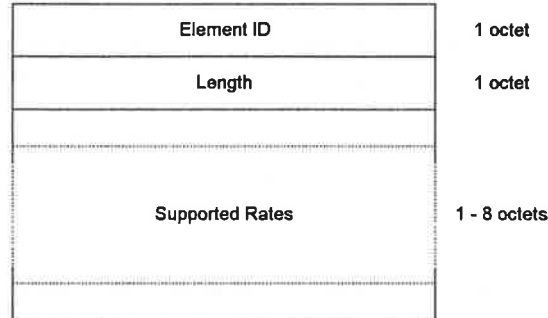 Element ID 1 octet
Length 1 octet
Supported Rates 1 - 8 octets